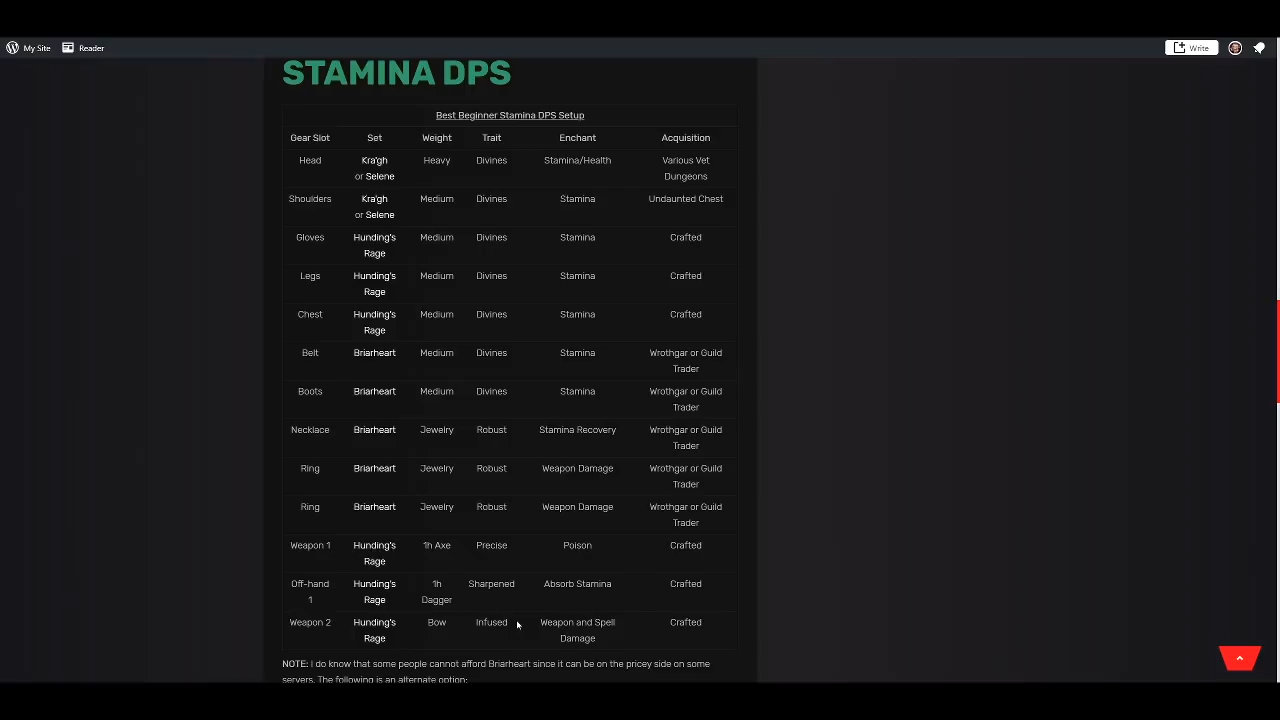 My Site Reader Write
STAMINA DPS
Best Beginner Stamina DPS Setup
Gear Slot Set Weight Trait Enchant Acquisition
Head Kra'gh Heavy Divines Stamina/Health Various Vet
or Selene Dungeons
Shoulders Kra'gh Medium Divines Stamina Undaunted Chest
or Selene
Gloves Hunding's Medium Divines Stamina Crafted
Rage
Legs Hunding's Medium Divines Stamina Crafted
Rage
Chest Hunding's Medium Divines Stamina Crafted
Rage
Belt Briarheart Medium Divines Stamina Wrothgar or Guild
Trader
Boots Briarheart Medium Divines Stamina Wrothgar or Guild
Trader
Necklace Briarheart Jewelry Robust Stamina Recovery Wrothgar or Guild
Trader
Ring Briarheart Jewelry Robust Weapon Damage Wrothgar or Guild
Trader
Ring Briarheart Jewelry Robust Weapon Damage Wrothgar or Guild
Trader
Weapon 1 Hunding's 1h Axe Precise Poison Crafted
Rage
Off-hand Hunding's 1h Sharpened Absorb Stamina Crafted
1 Rage Dagger
Weapon 2 Hunding's Bow Infused Weapon and Spell Crafted
Rage Damage
NOTE: I do know that some people cannot afford Briarheart since it can be on the pricey side on some
servers. The following is an alternate option: